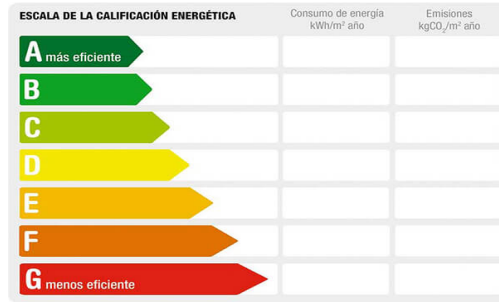 ESCALA DE LA CALIFICACIÓN ENERGÉTICA
Consumo de energía
kWh/m² año
Emisiones
kgCO₂/m² año
A más eficiente
B
C
D
E
F
G menos eficiente